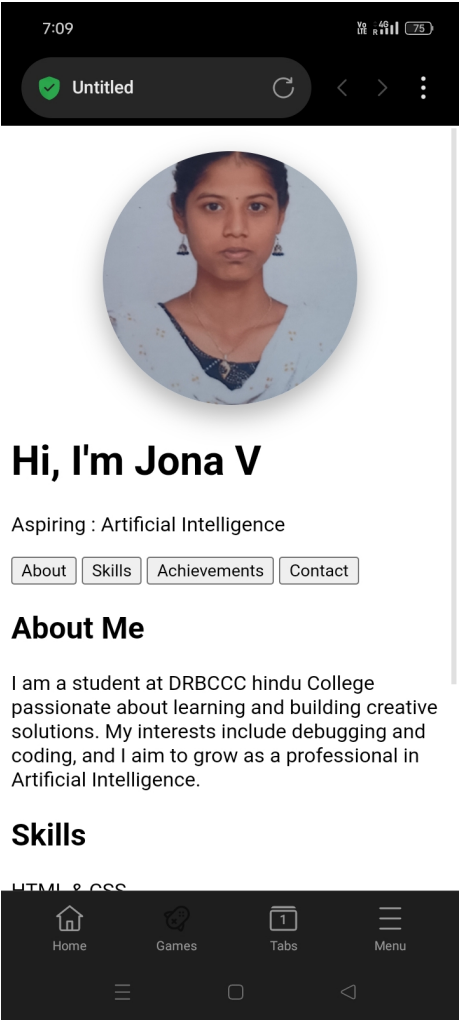 7:09
Vo LTE R 4G 75
Untitled
Hi, I'm Jona V
Aspiring : Artificial Intelligence
About Skills Achievements Contact
About Me
I am a student at DRBCCC hindu College
passionate about learning and building creative
solutions. My interests include debugging and
coding, and I aim to grow as a professional in
Artificial Intelligence.
Skills
HTML & CSS
1
Home Games Tabs Menu